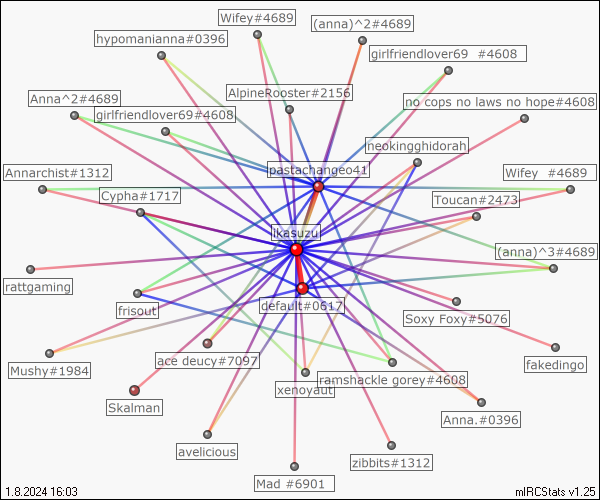 Wifey#4689
(anna)^2#4689
hypomanianna#0396
girlfriendlover69 #4608
AlpineRooster#2156
Anna^2#4689
no cops no laws no hope#4608
girlfriendlover69#4608
neokingghidorah
pastachangeo41
Annarchist#1312
Wifey #4689
Cypha#1717
Toucan#2473
ikasuzu
(anna)^3#4689
rattgaming
default#0617
frisout
Soxy Foxy#5076
ace deucy#7097
fakedingo
Mushy#1984
ramshackle gorey#4608
xenoyaut
Skalman
Anna.#0396
avelicious
zibbits#1312
Mad #6901
1.8.2024 16:03
mIRCStats v1.25